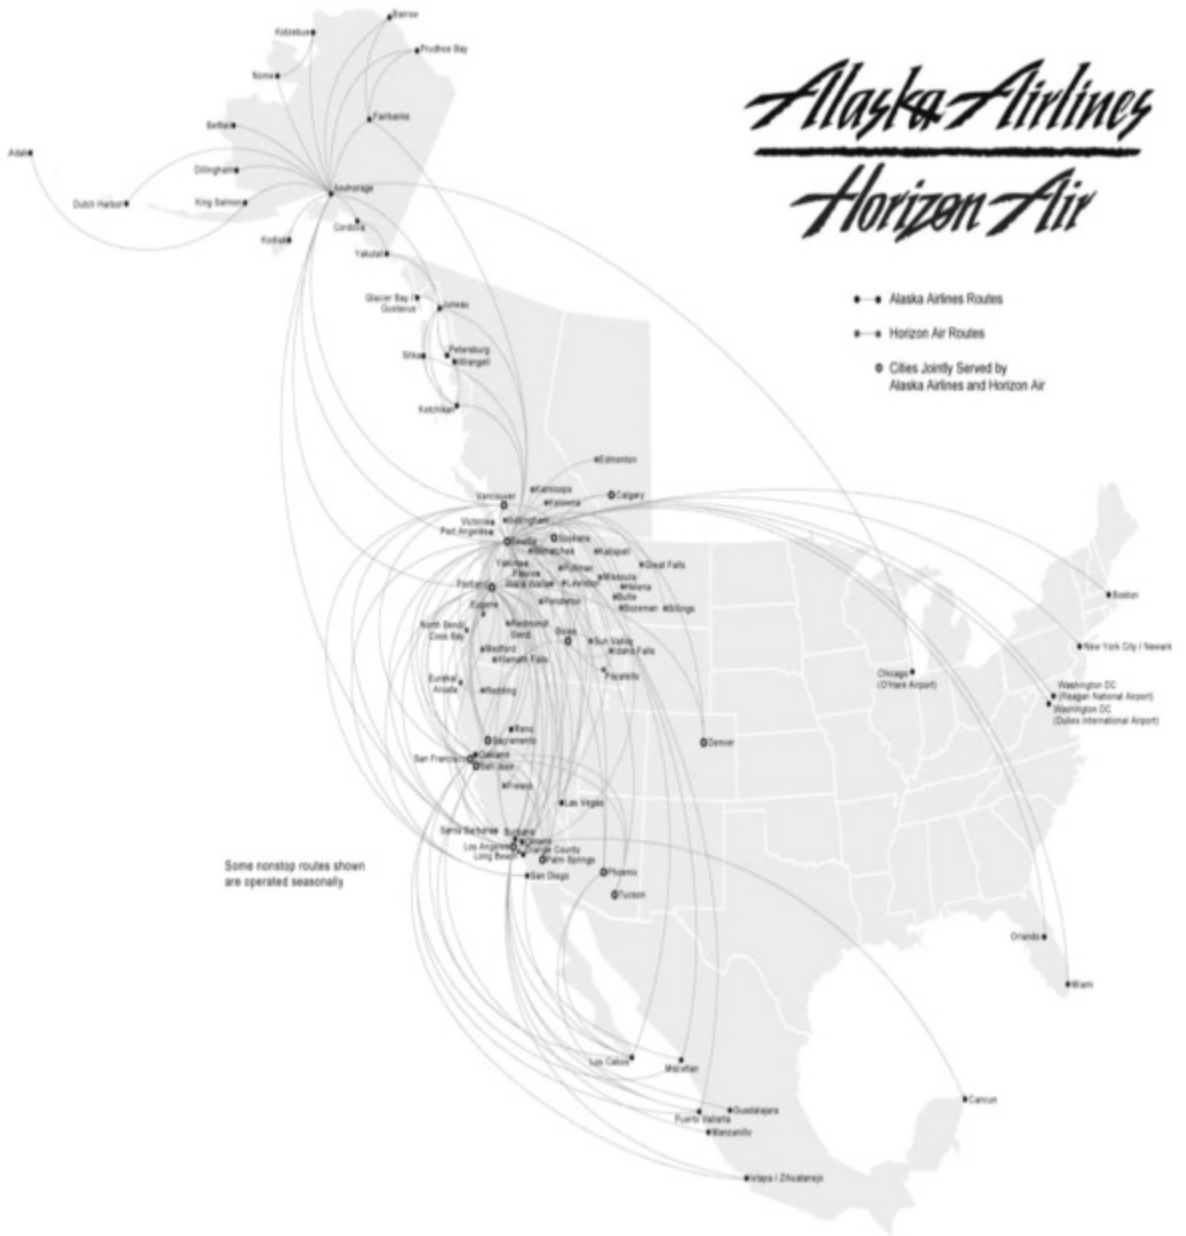 Alaska Airlines
Horizon Air
Alaska Airlines Routes
Horizon Air Routes
Cities Jointly Served by
Alaska Airlines and Horizon Air
Barrow
Kotzebue
Prudhoe Bay
Nome
Fairbanks
Bethel
Adak
Dillingham
Anchorage
Dutch Harbor
King Salmon
Cordova
Kodiak
Yakutat
Glacier Bay /
Gustavus
Juneau
Sitka
Petersburg
Wrangell
Ketchikan
Edmonton
Kamloops
Calgary
Vancouver
Kelowna
Victoria
Bellingham
Port Angeles
Seattle
Spokane
Wenatchee
Kalispell
Yakima
Pullman
Great Falls
Pasco
Missoula
Walla Walla
Lewiston
Helena
Portland
Butte
Pendleton
Bozeman
Billings
Boston
Eugene
North Bend/
Coos Bay
Redmond/
Bend
Boise
Sun Valley
Idaho Falls
Medford
Klamath Falls
New York City / Newark
Pocatello
Chicago
(O'Hare Airport)
Eureka/
Arcata
Redding
Washington DC
(Reagan National Airport)
Washington DC
(Dulles International Airport)
Reno
Sacramento
Denver
Oakland
San Francisco
San Jose
Fresno
Las Vegas
Santa Barbara
Burbank
Ontario
Los Angeles
Orange County
Long Beach
Palm Springs
San Diego
Phoenix
Tucson
Some nonstop routes shown
are operated seasonally
Orlando
Miami
Los Cabos
Mazatlan
Cancun
Guadalajara
Puerto Vallarta
Manzanillo
Ixtapa / Zihuatanejo